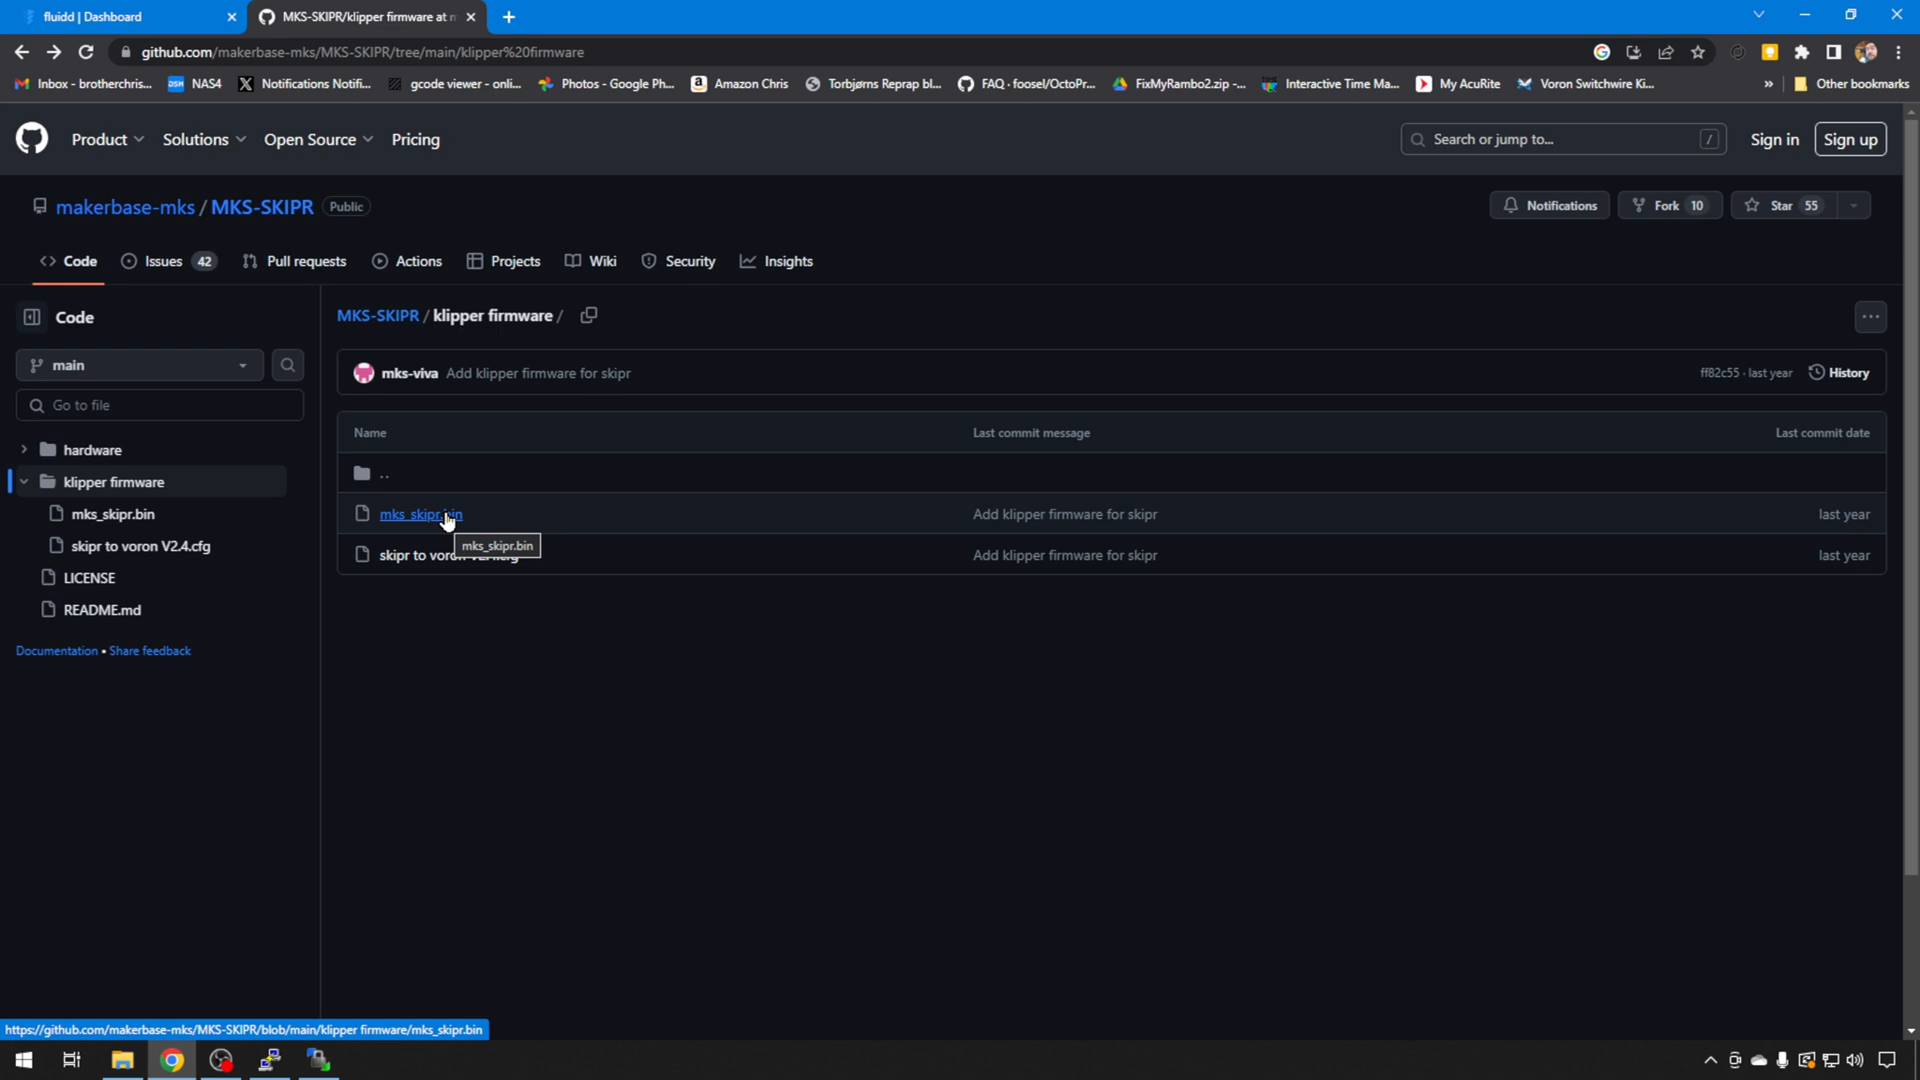 fluidd | Dashboard
MKS-SKIPR/klipper firmware at
github.com/makerbase-mks/MKS-SKIPR/tree/main/klipper%20firmware
Inbox - brotherchris...
DSM NAS4
Notifications Notifi...
gcode viewer - onli...
Photos - Google Ph...
Amazon Chris
Torbjørns Reprap bl...
FAQ · foosel/OctoPr...
FixMyRambo2.zip -...
Interactive Time Ma...
My AcuRite
Voron Switchwire Ki...
»
Other bookmarks
Product
Solutions
Open Source
Pricing
Search or jump to...
/
Sign in
Sign up
makerbase-mks / MKS-SKIPR
Public
Notifications
Fork 10
Star 55
Code
Issues 42
Pull requests
Actions
Projects
Wiki
Security
Insights
Code
main
Go to file
hardware
klipper firmware
mks_skipr.bin
skipr to voron V2.4.cfg
LICENSE
README.md
Documentation • Share feedback
MKS-SKIPR / klipper firmware /
mks-viva Add klipper firmware for skipr
ff82c55 · last year
History
Name
Last commit message
Last commit date
..
mks_skipr.bin
Add klipper firmware for skipr
last year
mks_skipr.bin
skipr to voron
Add klipper firmware for skipr
last year
https://github.com/makerbase-mks/MKS-SKIPR/blob/main/klipper firmware/mks_skipr.bin